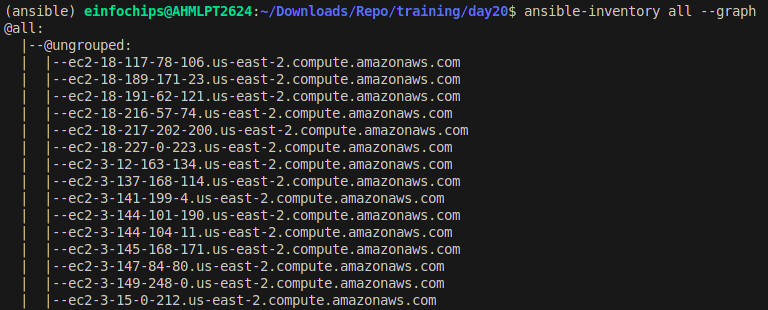 (ansible) einfochips@AHMLPT2624:~/Downloads/Repo/training/day20$ ansible-inventory all --graph
@all:
  |--@ungrouped:
  |  |--ec2-18-117-78-106.us-east-2.compute.amazonaws.com
  |  |--ec2-18-189-171-23.us-east-2.compute.amazonaws.com
  |  |--ec2-18-191-62-121.us-east-2.compute.amazonaws.com
  |  |--ec2-18-216-57-74.us-east-2.compute.amazonaws.com
  |  |--ec2-18-217-202-200.us-east-2.compute.amazonaws.com
  |  |--ec2-18-227-0-223.us-east-2.compute.amazonaws.com
  |  |--ec2-3-12-163-134.us-east-2.compute.amazonaws.com
  |  |--ec2-3-137-168-114.us-east-2.compute.amazonaws.com
  |  |--ec2-3-141-199-4.us-east-2.compute.amazonaws.com
  |  |--ec2-3-144-101-190.us-east-2.compute.amazonaws.com
  |  |--ec2-3-144-104-11.us-east-2.compute.amazonaws.com
  |  |--ec2-3-145-168-171.us-east-2.compute.amazonaws.com
  |  |--ec2-3-147-84-80.us-east-2.compute.amazonaws.com
  |  |--ec2-3-149-248-0.us-east-2.compute.amazonaws.com
  |  |--ec2-3-15-0-212.us-east-2.compute.amazonaws.com